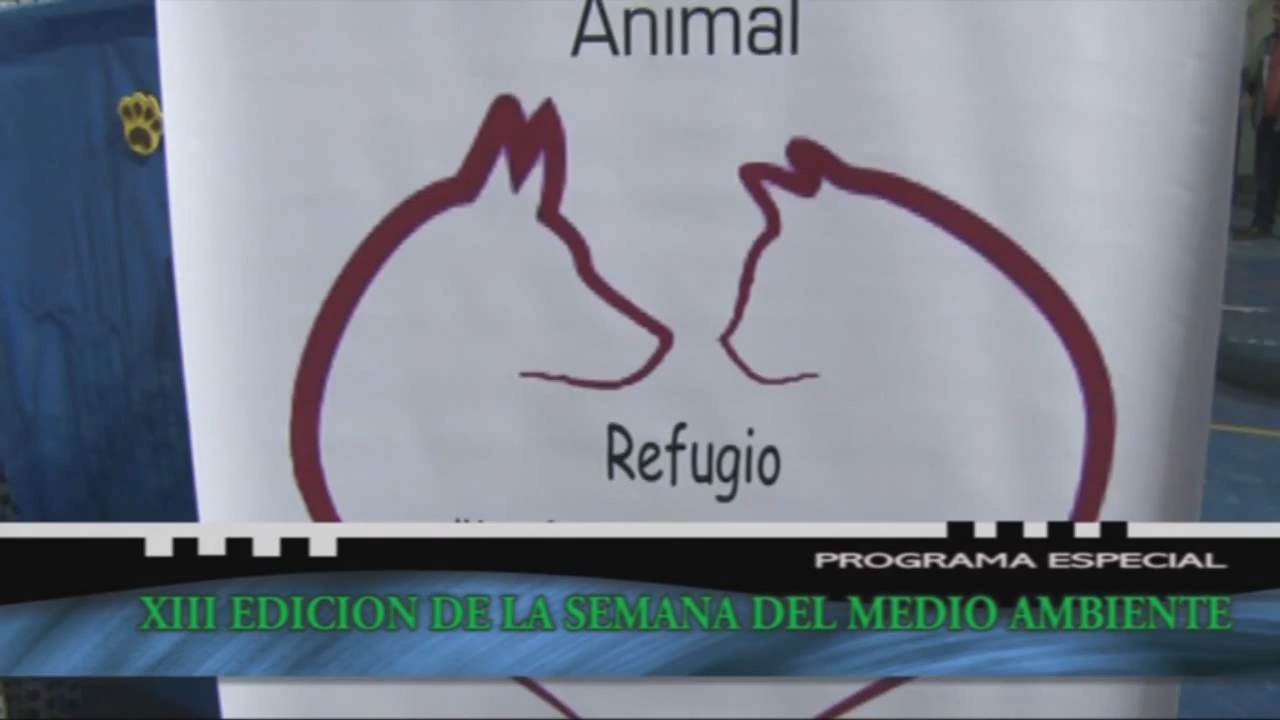 Animal
Refugio
PROGRAMA ESPECIAL
XIII EDICION DE LA SEMANA DEL MEDIO AMBIENTE